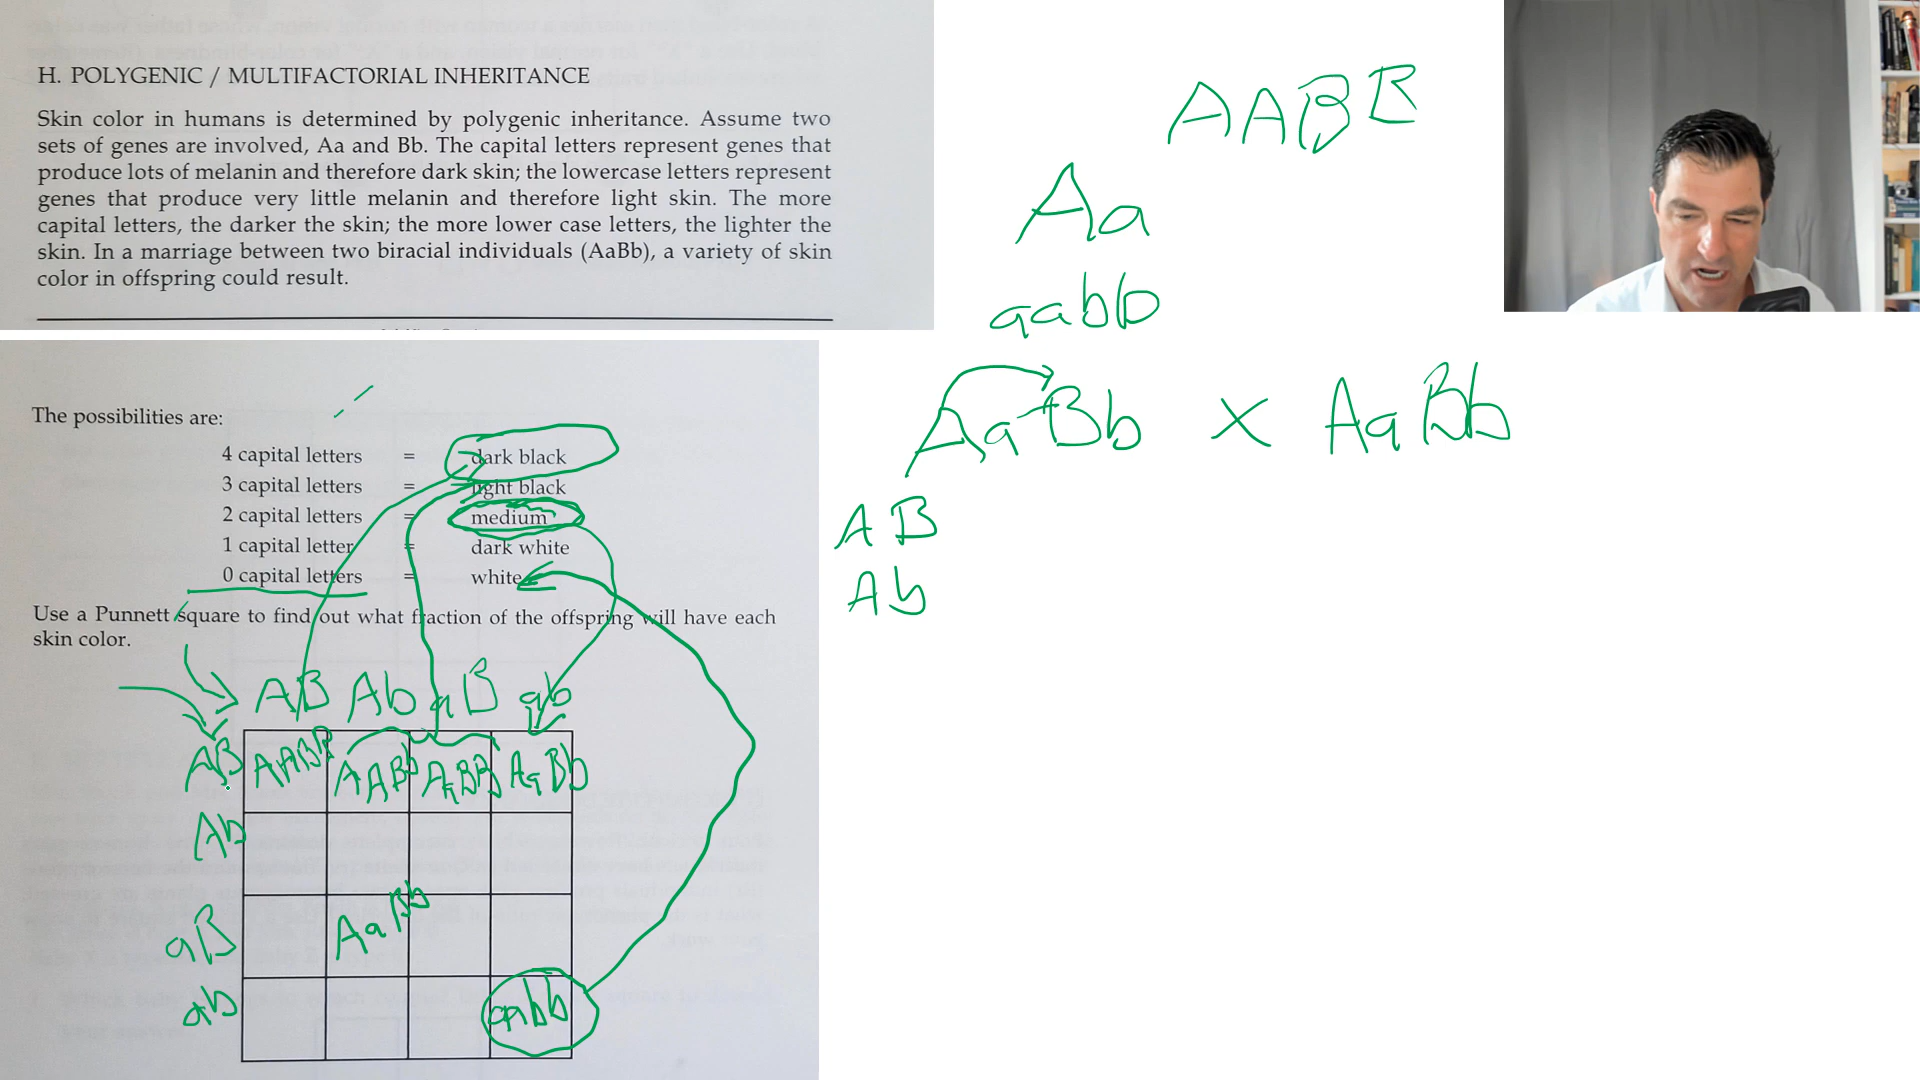 H. POLYGENIC / MULTIFACTORIAL INHERITANCE
Skin color in humans is determined by polygenic inheritance. Assume two
sets of genes are involved, Aa and Bb. The capital letters represent genes that
produce lots of melanin and therefore dark skin; the lowercase letters represent
genes that produce very little melanin and therefore light skin. The more
capital letters, the darker the skin; the more lower case letters, the lighter the
skin. In a marriage between two biracial individuals (AaBb), a variety of skin
color in offspring could result.
The possibilities are:
4 capital letters = dark black
3 capital letters = light black
2 capital letters = medium
1 capital letter = dark white
0 capital letters = white
Use a Punnett square to find out what fraction of the offspring will have each
skin color.
AB Ab aB ab
AB AABB AABb AaBB AaBb
Ab
aB AaBb
ab aabb
AABB
Aa
aabb
AaBb X AaBb
AB
Ab